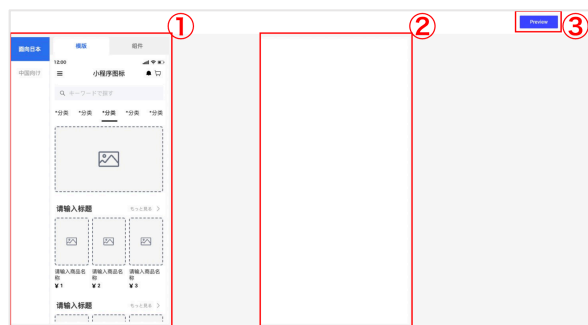 ①
②
③
Preview
面向日本
中国向け
模版
组件
12:00
小程序图标
キーワードで探す
*分类 *分类 *分类 *分类 *分类
请输入标题 もっと見る >
请输入商品名称 请输入商品名称 请输入商品名称
¥ 1 ¥ 2 ¥ 3
请输入标题 もっと見る >